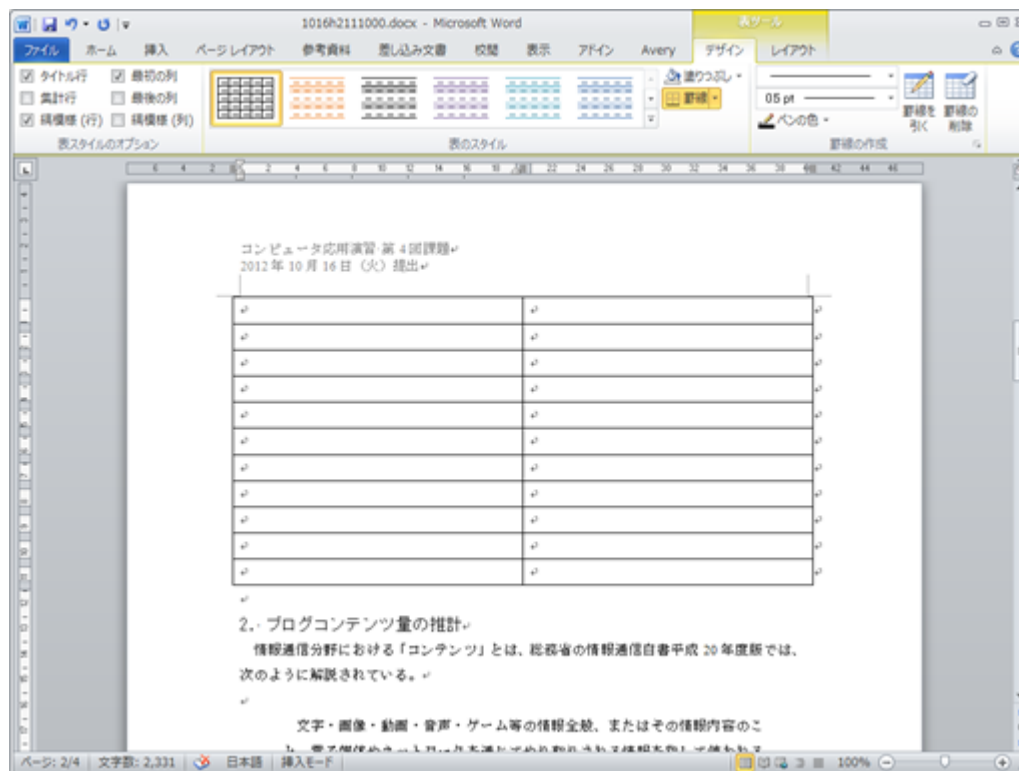 1016h2111000.docx - Microsoft Word
表ツール
ファイル ホーム 挿入 ページ レイアウト 参考資料 差し込み文書 校閲 表示 アドイン Avery デザイン レイアウト
タイトル行 最初の列
集計行 最後の列
縞模様 (行) 縞模様 (列)
表スタイルのオプション
表のスタイル
塗りつぶし
罫線
0.5 pt
ペンの色
罫線を引く
罫線の削除
罫線の作成
コンピュータ応用演習 第4回課題
2012年10月16日（火）提出
2. ブログコンテンツ量の推計
情報通信分野における「コンテンツ」とは、総務省の情報通信白書平成 20 年度版では、
次のように解説されている。
文字・画像・動画・音声・ゲーム等の情報全般、またはその情報内容のこ
ページ: 2/4 文字数: 2,331 日本語 挿入モード 100%